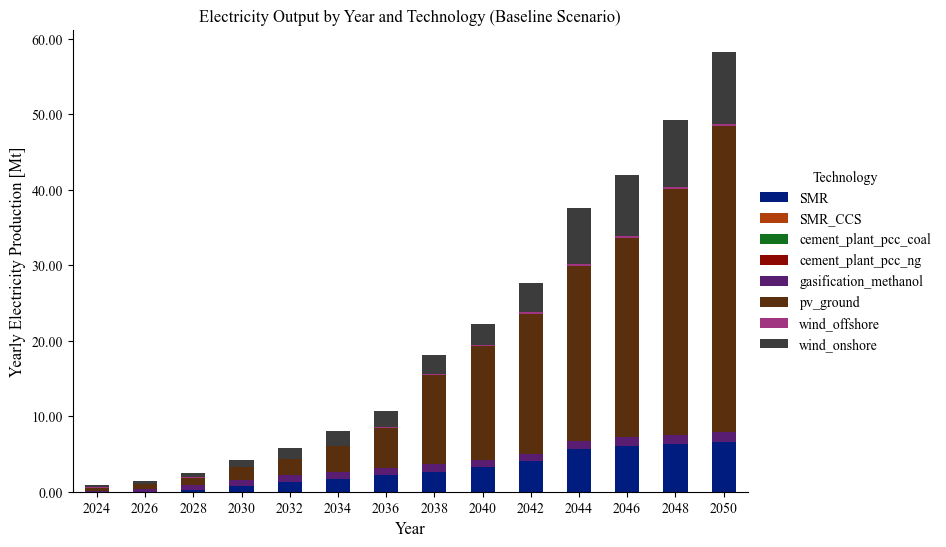 Electricity Output by Year and Technology (Baseline Scenario)
Yearly Electricity Production [Mt]
60.00
50.00
40.00
30.00
20.00
10.00
0.00
2024 2026 2028 2030 2032 2034 2036 2038 2040 2042 2044 2046 2048 2050
Year
Technology
SMR
SMR_CCS
cement_plant_pcc_coal
cement_plant_pcc_ng
gasification_methanol
pv_ground
wind_offshore
wind_onshore